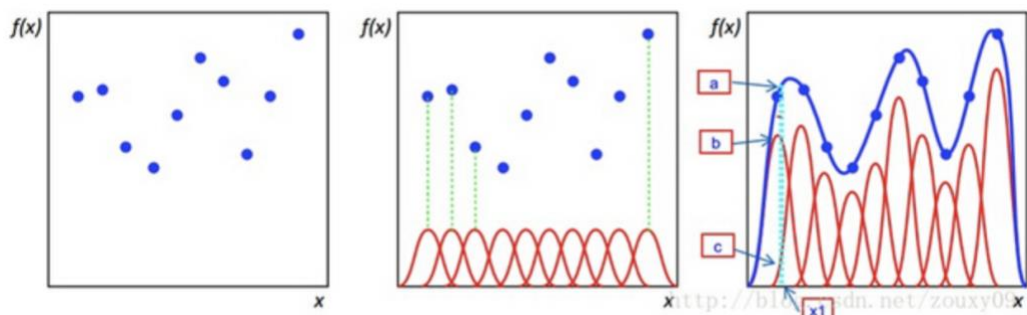 f(x)
x
f(x)
x
f(x)
a
b
c
x1
x
http://blog.csdn.net/zouxy09